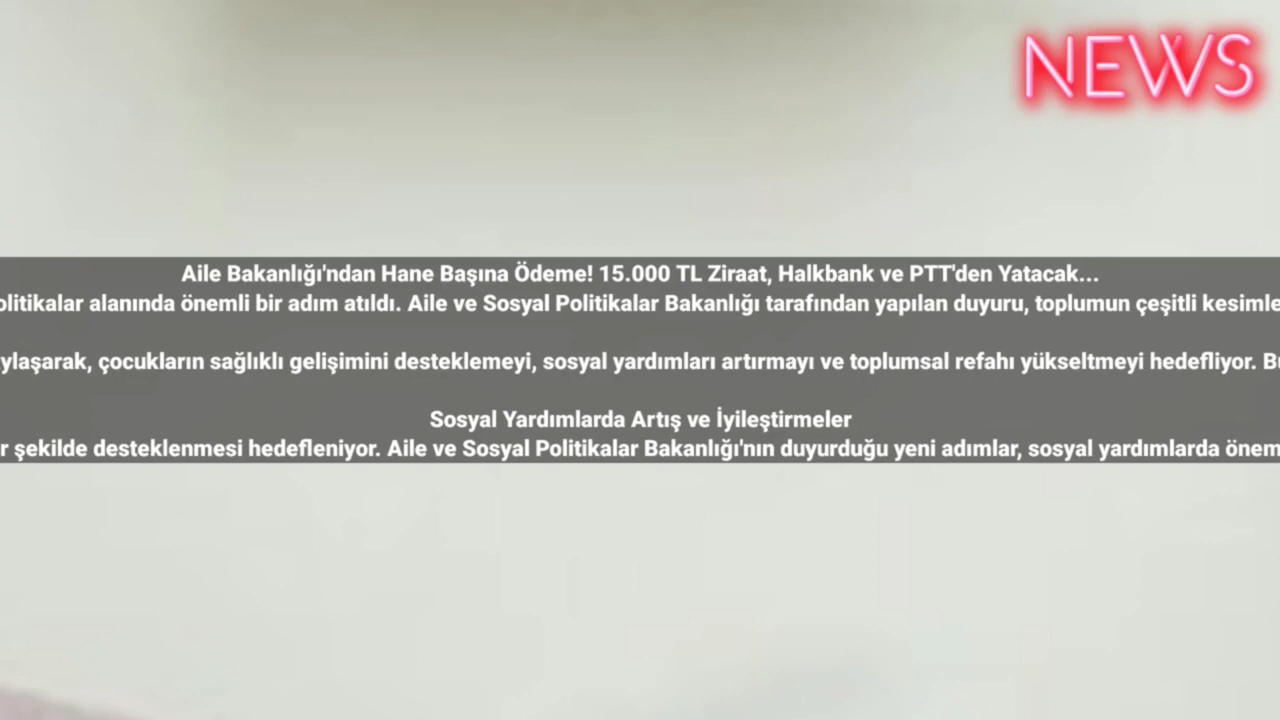 NEWS
Aile Bakanlığı'ndan Hane Başına Ödeme! 15.000 TL Ziraat, Halkbank ve PTT'den Yatacak...
olitikalar alanında önemli bir adım atıldı. Aile ve Sosyal Politikalar Bakanlığı tarafından yapılan duyuru, toplumun çeşitli kesimle
ylaşarak, çocukların sağlıklı gelişimini desteklemeyi, sosyal yardımları artırmayı ve toplumsal refahı yükseltmeyi hedefliyor. Bu
Sosyal Yardımlarda Artış ve İyileştirmeler
r şekilde desteklenmesi hedefleniyor. Aile ve Sosyal Politikalar Bakanlığı'nın duyurduğu yeni adımlar, sosyal yardımlarda önem